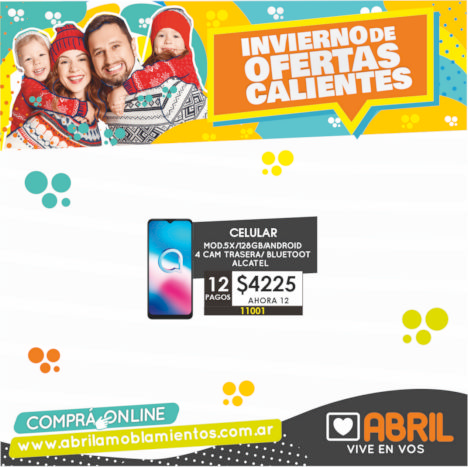 INVIERNO DE
OFERTAS
CALIENTES
CELULAR
MOD.5X/128GB/ANDROID
4 CAM TRASERA/ BLUETOOT
ALCATEL
12
PAGOS
$4225
AHORA 12
11001
COMPRÁ ONLINE
www.abrilamoblamientos.com.ar
ABRIL
VIVE EN VOS